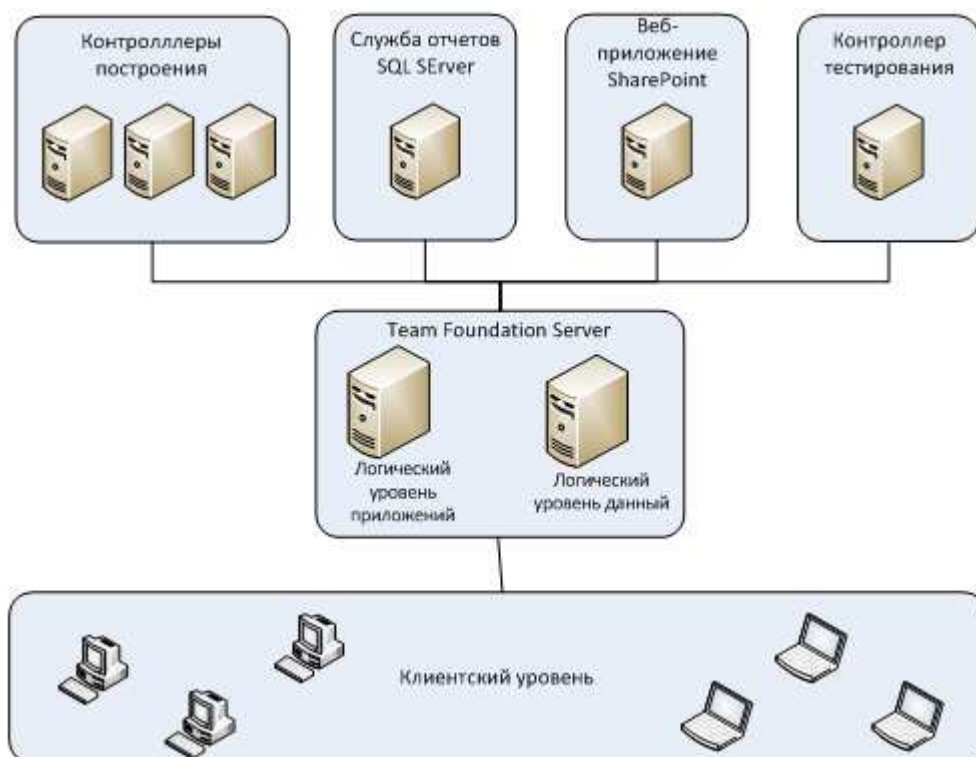 Контролллеры
построения
Служба отчетов
SQL SErver
Веб-
приложение
SharePoint
Контроллер
тестирования
Team Foundation Server
Логический
уровень
приложений
Логический
уровень данный
Клиентский уровень